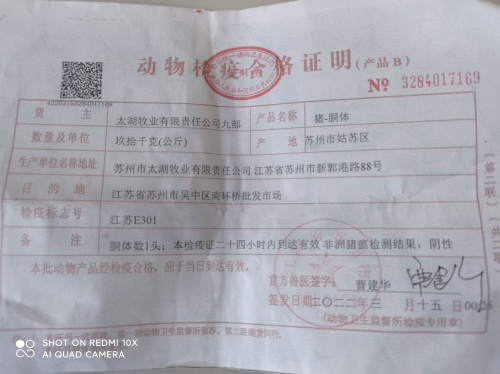 动物检疫合格证明(产品B)
422031S3284017169
№ 3284017169
货 主 太湖牧业有限责任公司九部 产品名称 猪-胴体
数量及单位 玖拾千克(公斤) 产 地 苏州市姑苏区
生产单位名称地址 苏州市太湖牧业有限责任公司 江苏省苏州市新郭港路88号
目 的 地 江苏省苏州市吴中区南环桥批发市场
检疫标志号 江苏E301
备 注 胴体数1头; 本检疫证二十四小时内到达有效 非洲猪瘟检测结果: 阴性
本批动物产品经检疫合格,应于当日到达有效。
官方兽医签字: 曹建华
签发日期:二〇二二年三 月十五日 00:26
(动物卫生监督所检疫专用章)
第二联
SHOT ON REDMI 10X
AI QUAD CAMERA